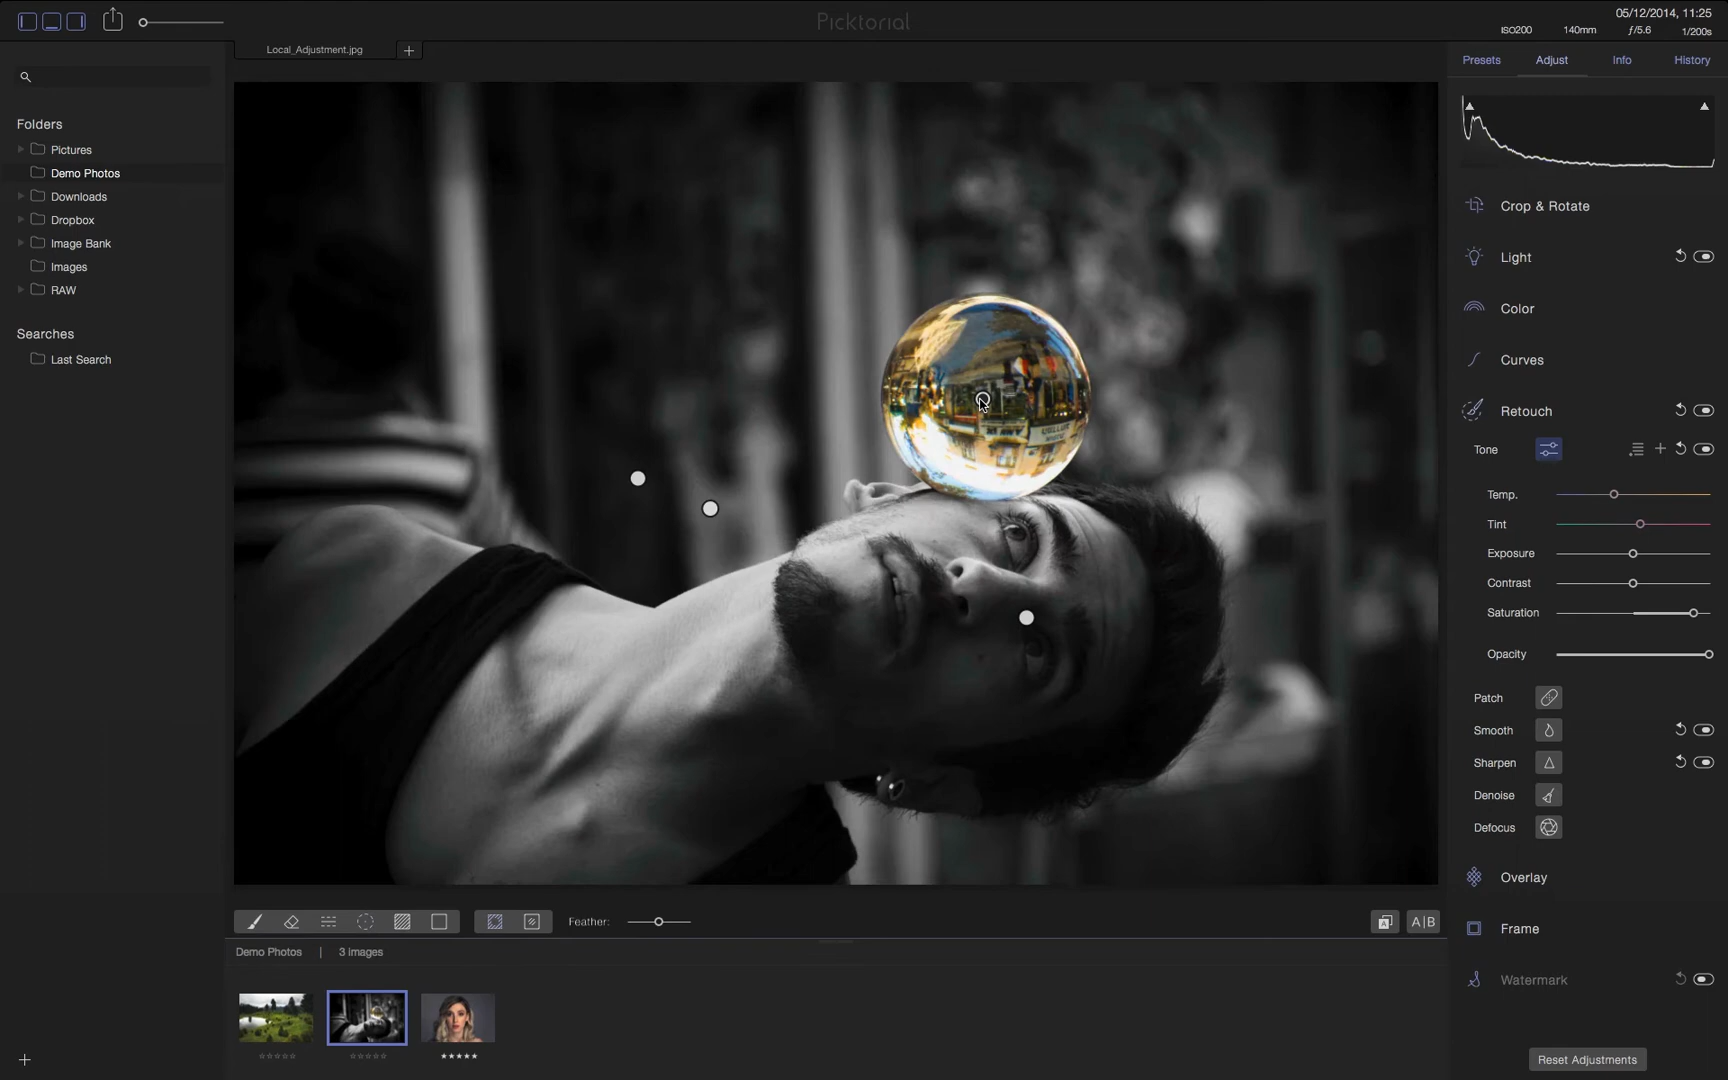 Picktorial
05/12/2014, 11:25
ISO200 140mm ƒ/5.6 1/200s
Local_Adjustment.jpg +
Presets Adjust Info History
Folders
Pictures
Demo Photos
Downloads
Dropbox
Image Bank
Images
RAW
Searches
Last Search
Crop & Rotate
Light
Color
Curves
Retouch
Tone
Temp.
Tint
Exposure
Contrast
Saturation
Opacity
Patch
Smooth
Sharpen
Denoise
Defocus
Overlay
Frame
Watermark
Reset Adjustments
Feather:
A|B
Demo Photos | 3 Images